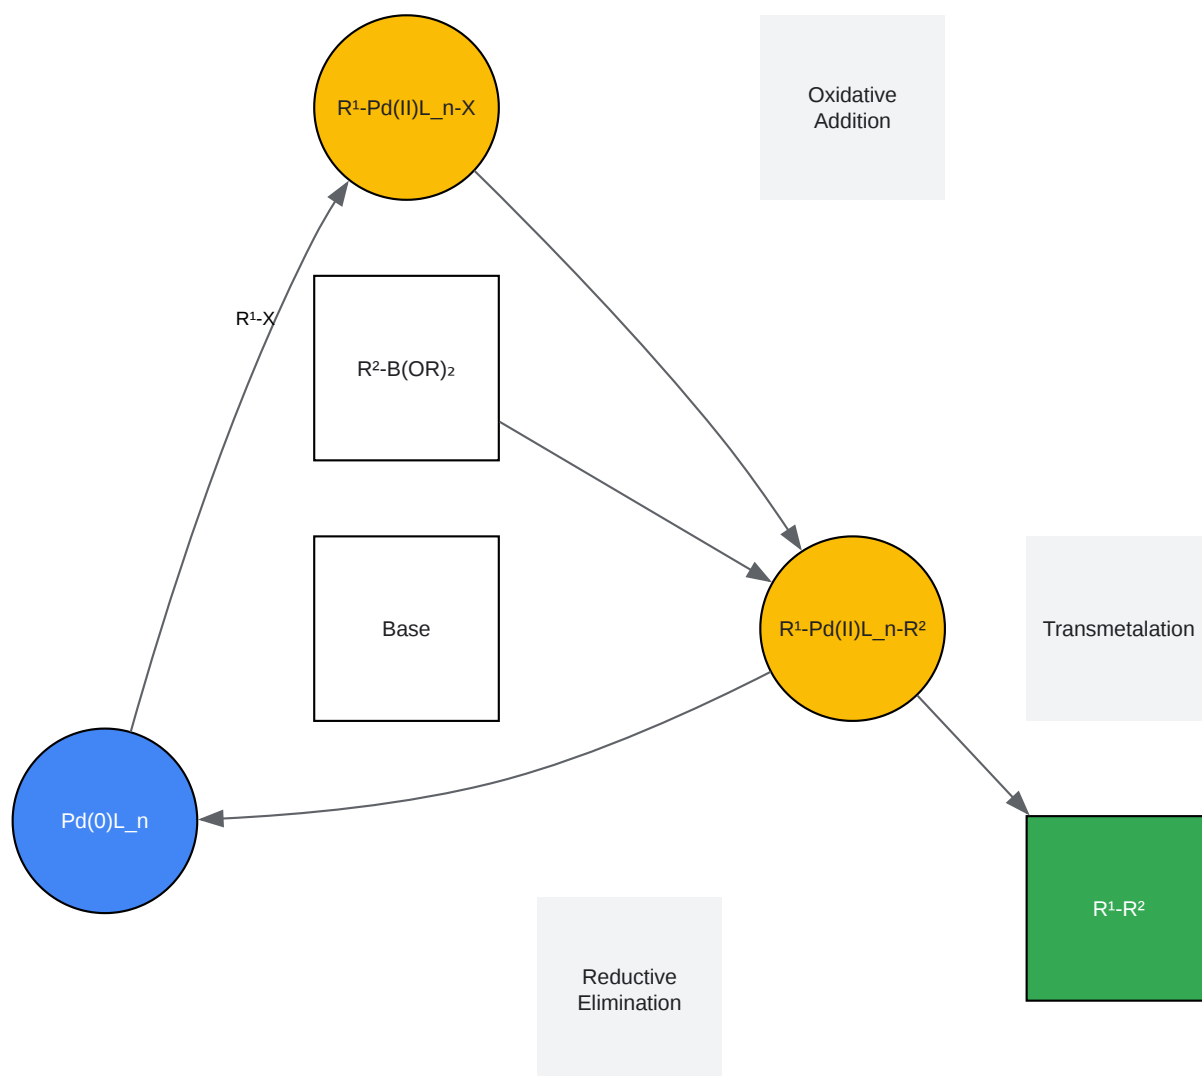 R¹-Pd(II)L_n-X
Oxidative
Addition
R¹-X
R²-B(OR)₂
Base
R¹-Pd(II)L_n-R²
Transmetalation
Pd(0)L_n
R¹-R²
Reductive
Elimination